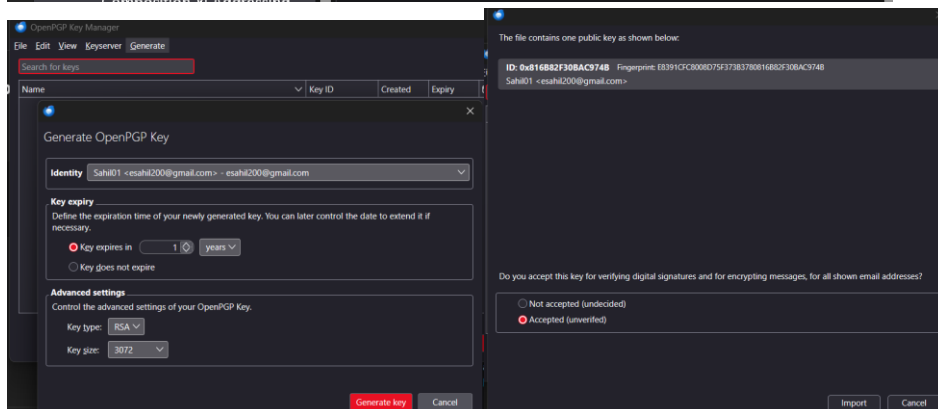 Composition & Addressing
OpenPGP Key Manager
File Edit View Keyserver Generate
Search for keys
Name Key ID Created Expiry
Generate OpenPGP Key
Identity Sahil01 <esahil200@gmail.com> - esahil200@gmail.com
Key expiry
Define the expiration time of your newly generated key. You can later control the date to extend it if
necessary.
Key expires in 1 years
Key does not expire
Advanced settings
Control the advanced settings of your OpenPGP Key.
Key type: RSA
Key size: 3072
Generate key Cancel
The file contains one public key as shown below:
ID: 0x816B82F30BAC974B Fingerprint: E8391CFC8008D75F373B3780816B82F30BAC974B
Sahil01 <esahil200@gmail.com>
Do you accept this key for verifying digital signatures and for encrypting messages, for all shown email addresses?
Not accepted (undecided)
Accepted (unverifed)
Import Cancel